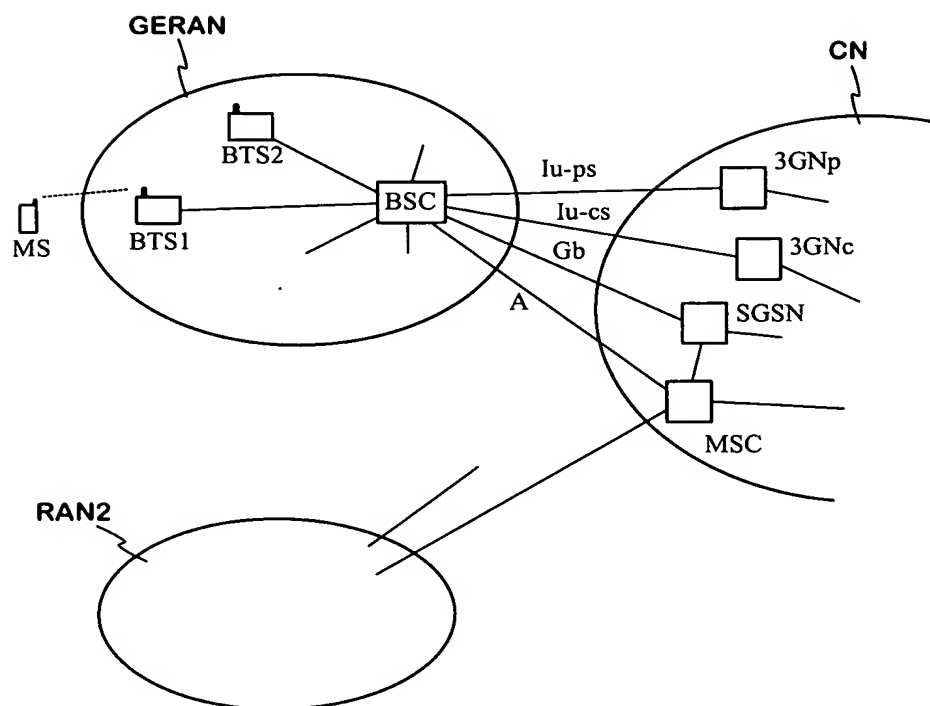 GERAN
CN
BTS2
3GNp
Iu-ps
BSC
Iu-cs
MS
BTS1
3GNc
Gb
A
SGSN
MSC
RAN2